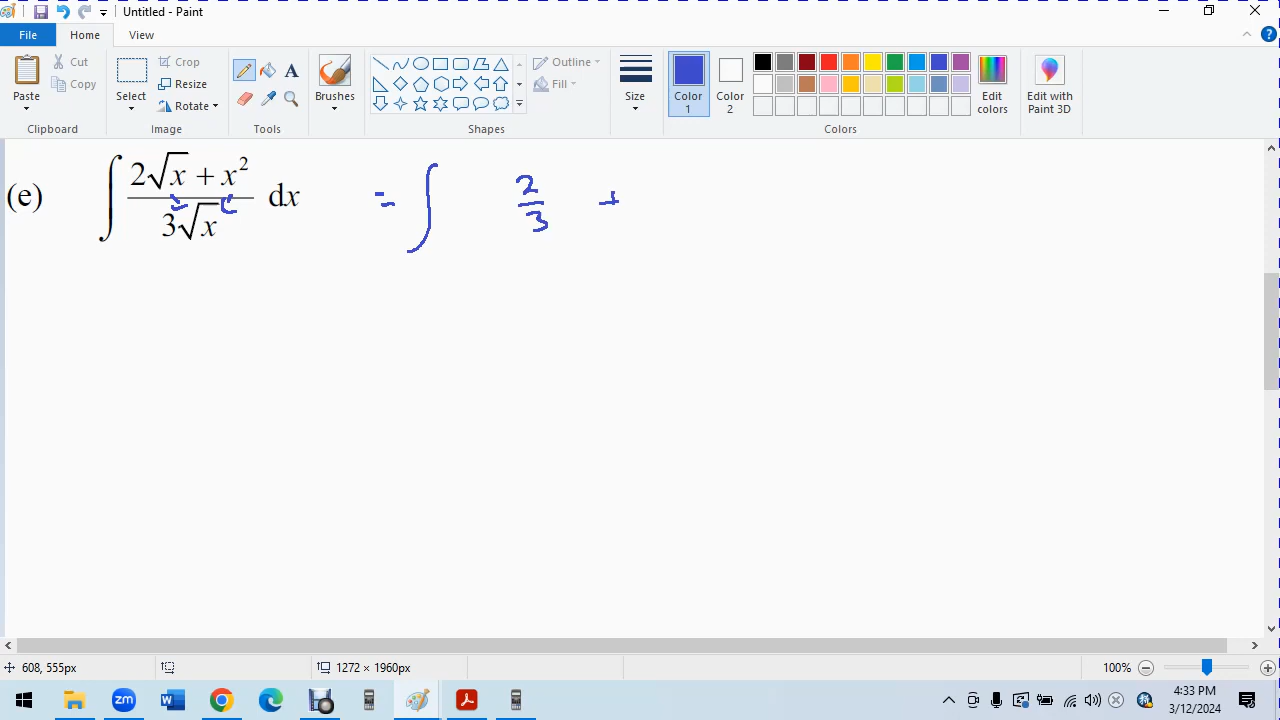 Untitled - Paint
File Home View
Paste Cut Copy Clipboard
Select Crop Resize Rotate Image
Tools
Brushes
Outline Fill Shapes
Size
Color 1 Color 2 Edit colors Colors
Edit with Paint 3D
(e) ∫ (2√x + x²)/(3√x) dx = ∫ 2/3 +
608, 555px 1272 × 1960px 100%
zm W
4:33 PM
3/12/2024